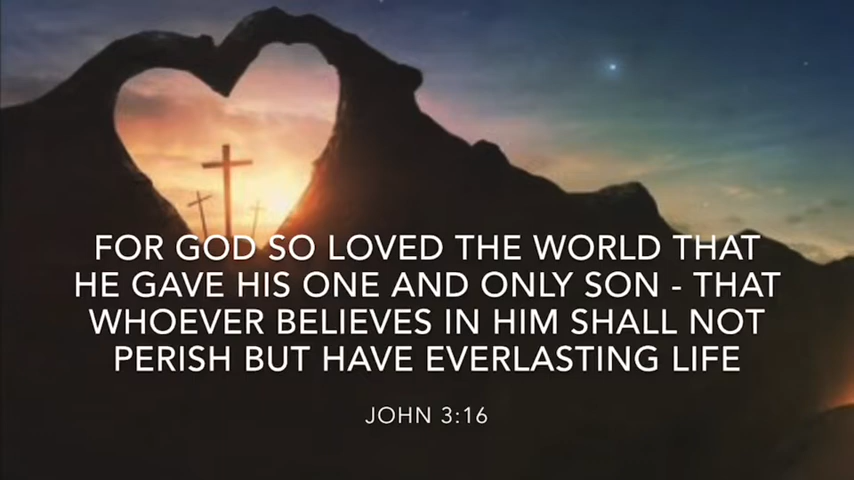 FOR GOD SO LOVED THE WORLD THAT
HE GAVE HIS ONE AND ONLY SON - THAT
WHOEVER BELIEVES IN HIM SHALL NOT
PERISH BUT HAVE EVERLASTING LIFE
JOHN 3:16